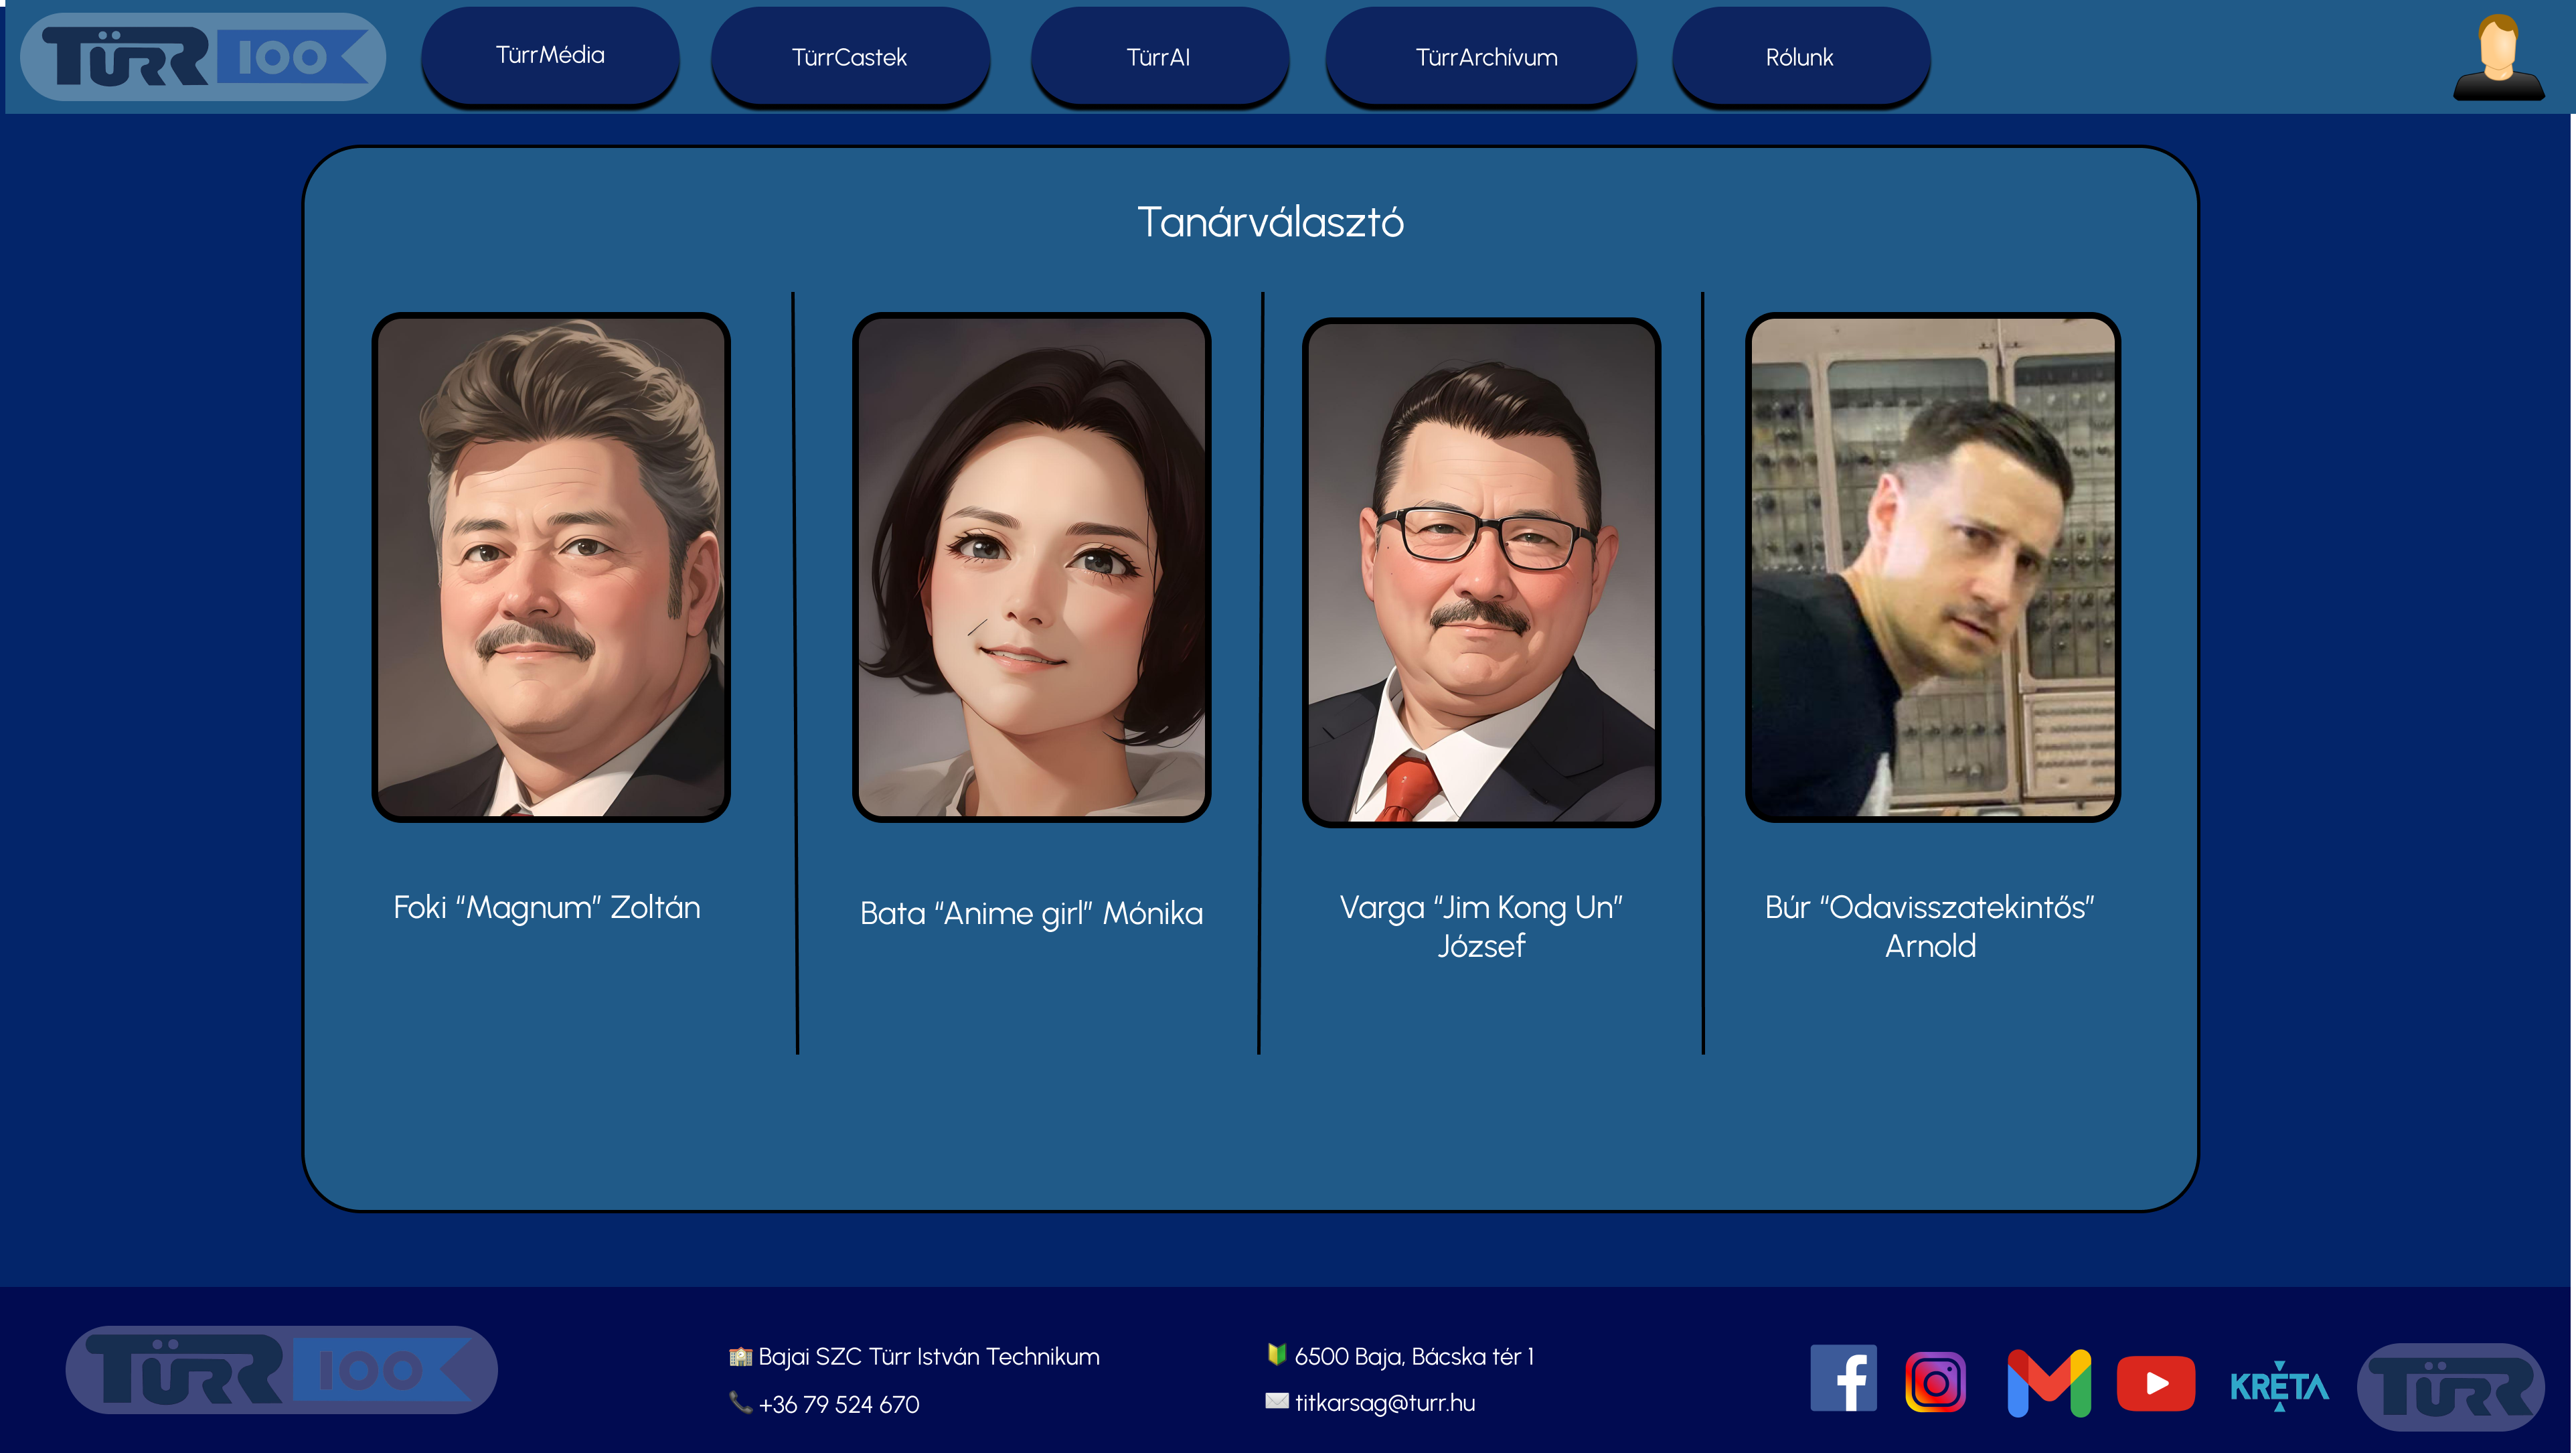 TÜRR 100
TürrMédia
TürrCastek
TürrAI
TürrArchívum
Rólunk
Tanárválasztó
Foki “Magnum” Zoltán
Bata “Anime girl” Mónika
Varga “Jim Kong Un”
József
Búr “Odavisszatekintős”
Arnold
TÜRR 100
Bajai SZC Türr István Technikum
+36 79 524 670
6500 Baja, Bácska tér 1
titkarsag@turr.hu
KRÉTA
TÜRR